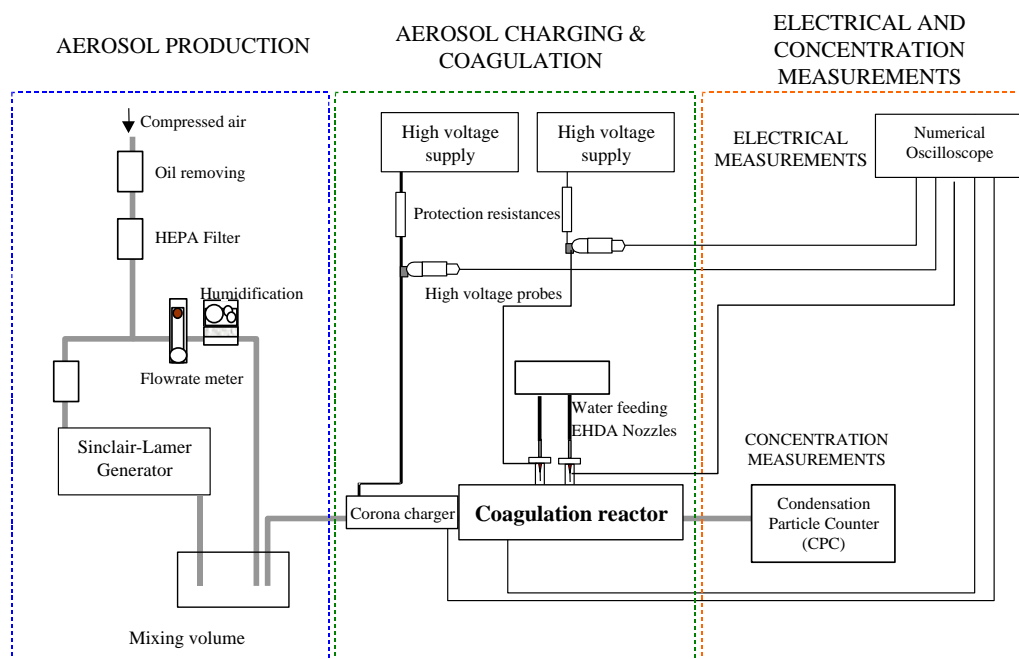 AEROSOL PRODUCTION
AEROSOL CHARGING &
COAGULATION
ELECTRICAL AND
CONCENTRATION
MEASUREMENTS
Compressed air
Oil removing
HEPA Filter
Humidification
Flowrate meter
Sinclair-Lamer
Generator
Mixing volume
High voltage
supply
High voltage
supply
Protection resistances
High voltage probes
Water feeding
EHDA Nozzles
Corona charger
Coagulation reactor
ELECTRICAL
MEASUREMENTS
Numerical
Oscilloscope
CONCENTRATION
MEASUREMENTS
Condensation
Particle Counter
(CPC)